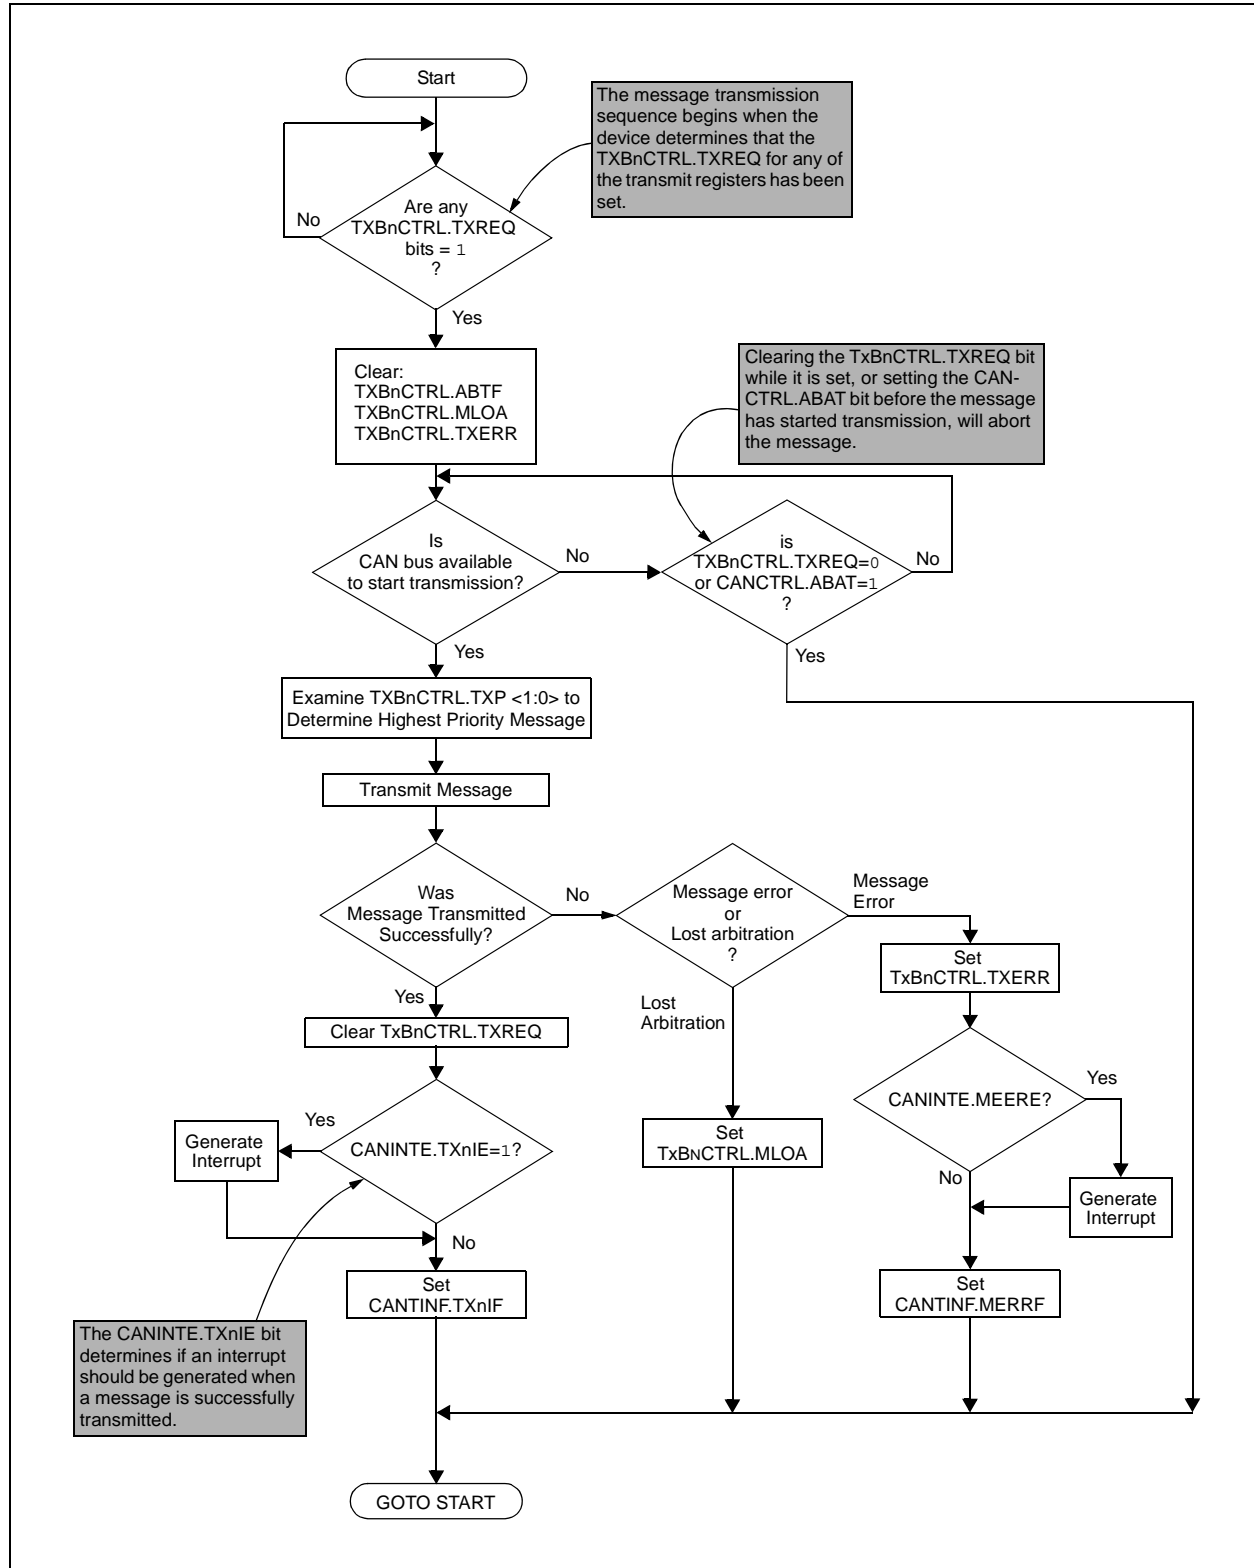 Start
The message transmission
sequence begins when the
device determines that the
TXBnCTRL.TXREQ for any of
the transmit registers has been
set.
Are any
TXBnCTRL.TXREQ
bits = 1
?
No
Yes
Clear:
TXBnCTRL.ABTF
TXBnCTRL.MLOA
TXBnCTRL.TXERR
Clearing the TxBnCTRL.TXREQ bit
while it is set, or setting the CAN-
CTRL.ABAT bit before the message
has started transmission, will abort
the message.
Is
CAN bus available
to start transmission?
No
is
TXBnCTRL.TXREQ=0
or CANCTRL.ABAT=1
?
No
Yes
Yes
Examine TXBnCTRL.TXP <1:0> to
Determine Highest Priority Message
Transmit Message
Was
Message Transmitted
Successfully?
No
Message error
or
Lost arbitration
?
Message
Error
Set
TxBnCTRL.TXERR
Yes
Lost
Arbitration
Clear TxBnCTRL.TXREQ
CANINTE.MEERE?
Yes
Yes
CANINTE.TXnIE=1?
Generate
Interrupt
Set
TxBNCTRL.MLOA
No
Generate
Interrupt
No
Set
CANTINF.TXnIF
Set
CANTINF.MERRF
The CANINTE.TXnIE bit
determines if an interrupt
should be generated when
a message is successfully
transmitted.
GOTO START